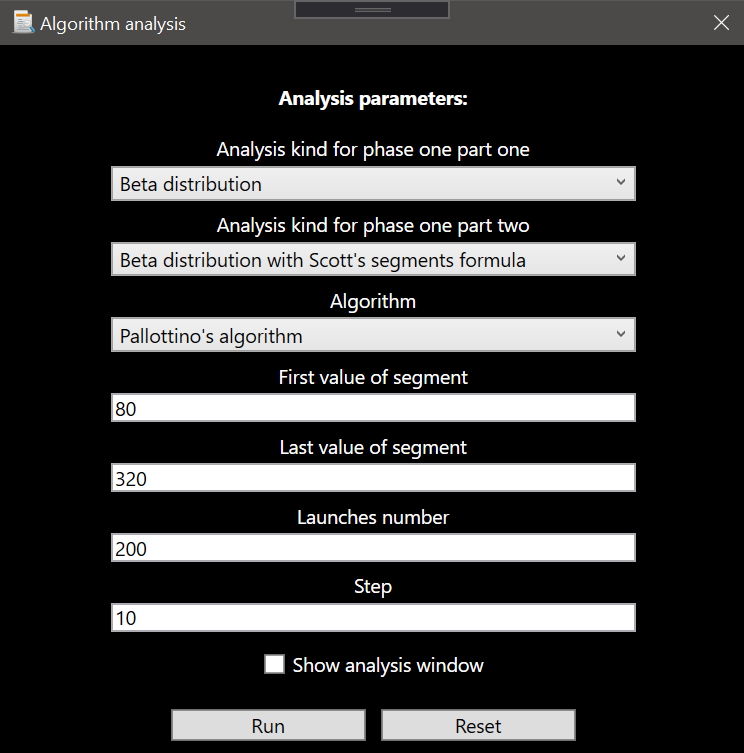 Algorithm analysis
Analysis parameters:
Analysis kind for phase one part one
Beta distribution
Analysis kind for phase one part two
Beta distribution with Scott's segments formula
Algorithm
Pallottino's algorithm
First value of segment
80
Last value of segment
320
Launches number
200
Step
10
Show analysis window
Run Reset